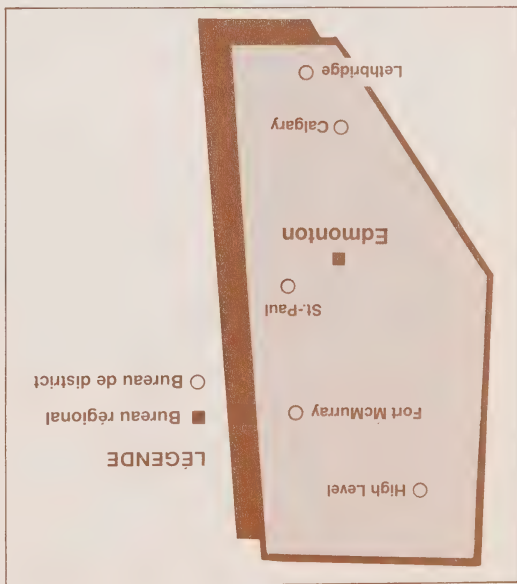 LÉGENDE
Bureau régional
Bureau de district
High Level
Fort McMurray
St.-Paul
Edmonton
Calgary
Lethbridge